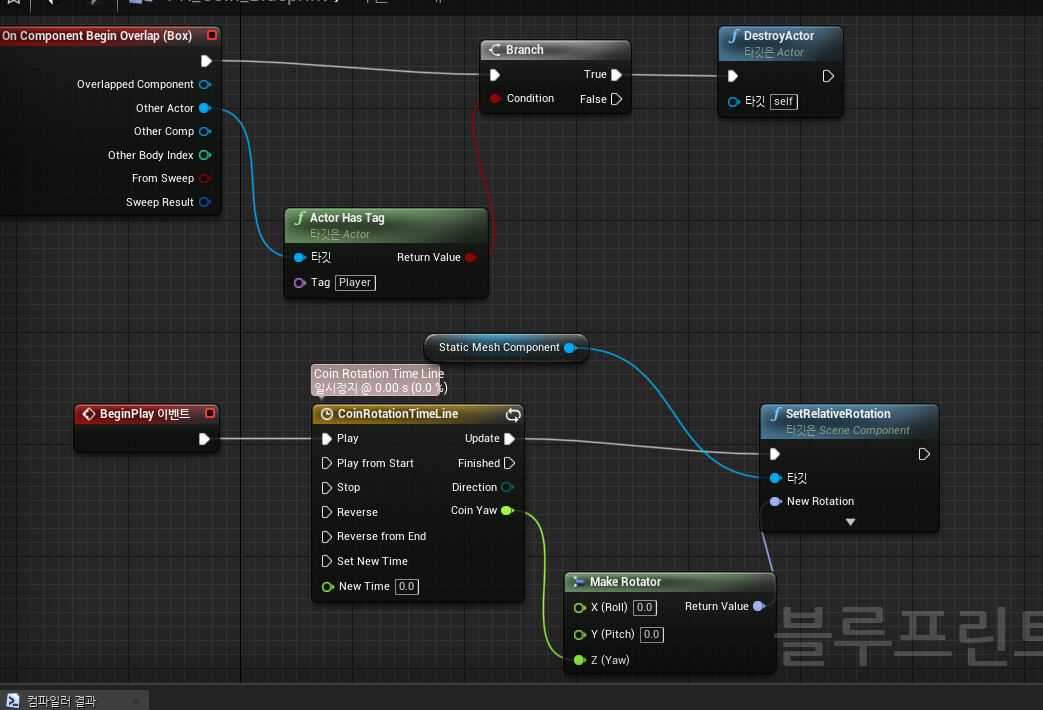 On Component Begin Overlap (Box)
Overlapped Component
Other Actor
Other Comp
Other Body Index
From Sweep
Sweep Result
Branch
True
Condition
False
DestroyActor
타깃은 Actor
타깃 self
Actor Has Tag
타깃은 Actor
타깃
Return Value
Tag Player
Static Mesh Component
Coin Rotation Time Line
일시정지 @ 0.00 s (0.0 %)
BeginPlay 이벤트
CoinRotationTimeLine
Play
Update
Play from Start
Finished
Stop
Direction
Reverse
Coin Yaw
Reverse from End
Set New Time
New Time 0.0
SetRelativeRotation
타깃은 Scene Component
타깃
New Rotation
Make Rotator
X (Roll) 0.0
Return Value
Y (Pitch) 0.0
Z (Yaw)
블루프린트
컴파일러 결과